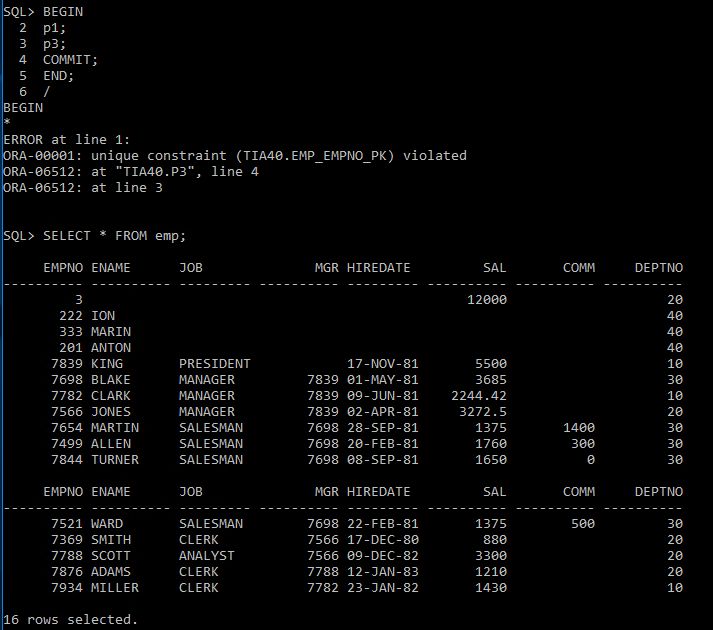 SQL> BEGIN
  2  p1;
  3  p3;
  4  COMMIT;
  5  END;
  6  /
BEGIN
*
ERROR at line 1:
ORA-00001: unique constraint (TIA40.EMP_EMPNO_PK) violated
ORA-06512: at "TIA40.P3", line 4
ORA-06512: at line 3
SQL> SELECT * FROM emp;
     EMPNO ENAME      JOB              MGR HIREDATE         SAL       COMM     DEPTNO
---------- ---------- --------- ---------- --------- ---------- ---------- ----------
         3                                                12000                    20
       222 ION                                                                     40
       333 MARIN                                                                   40
       201 ANTON                                                                   40
      7839 KING       PRESIDENT            17-NOV-81       5500                    10
      7698 BLAKE      MANAGER         7839 01-MAY-81       3685                    30
      7782 CLARK      MANAGER         7839 09-JUN-81    2244.42                    10
      7566 JONES      MANAGER         7839 02-APR-81     3272.5                    20
      7654 MARTIN     SALESMAN        7698 28-SEP-81       1375       1400         30
      7499 ALLEN      SALESMAN        7698 20-FEB-81       1760        300         30
      7844 TURNER     SALESMAN        7698 08-SEP-81       1650          0         30
     EMPNO ENAME      JOB              MGR HIREDATE         SAL       COMM     DEPTNO
---------- ---------- --------- ---------- --------- ---------- ---------- ----------
      7521 WARD       SALESMAN        7698 22-FEB-81       1375        500         30
      7369 SMITH      CLERK           7566 17-DEC-80        880                    20
      7788 SCOTT      ANALYST         7566 09-DEC-82       3300                    20
      7876 ADAMS      CLERK           7788 12-JAN-83       1210                    20
      7934 MILLER     CLERK           7782 23-JAN-82       1430                    10
16 rows selected.